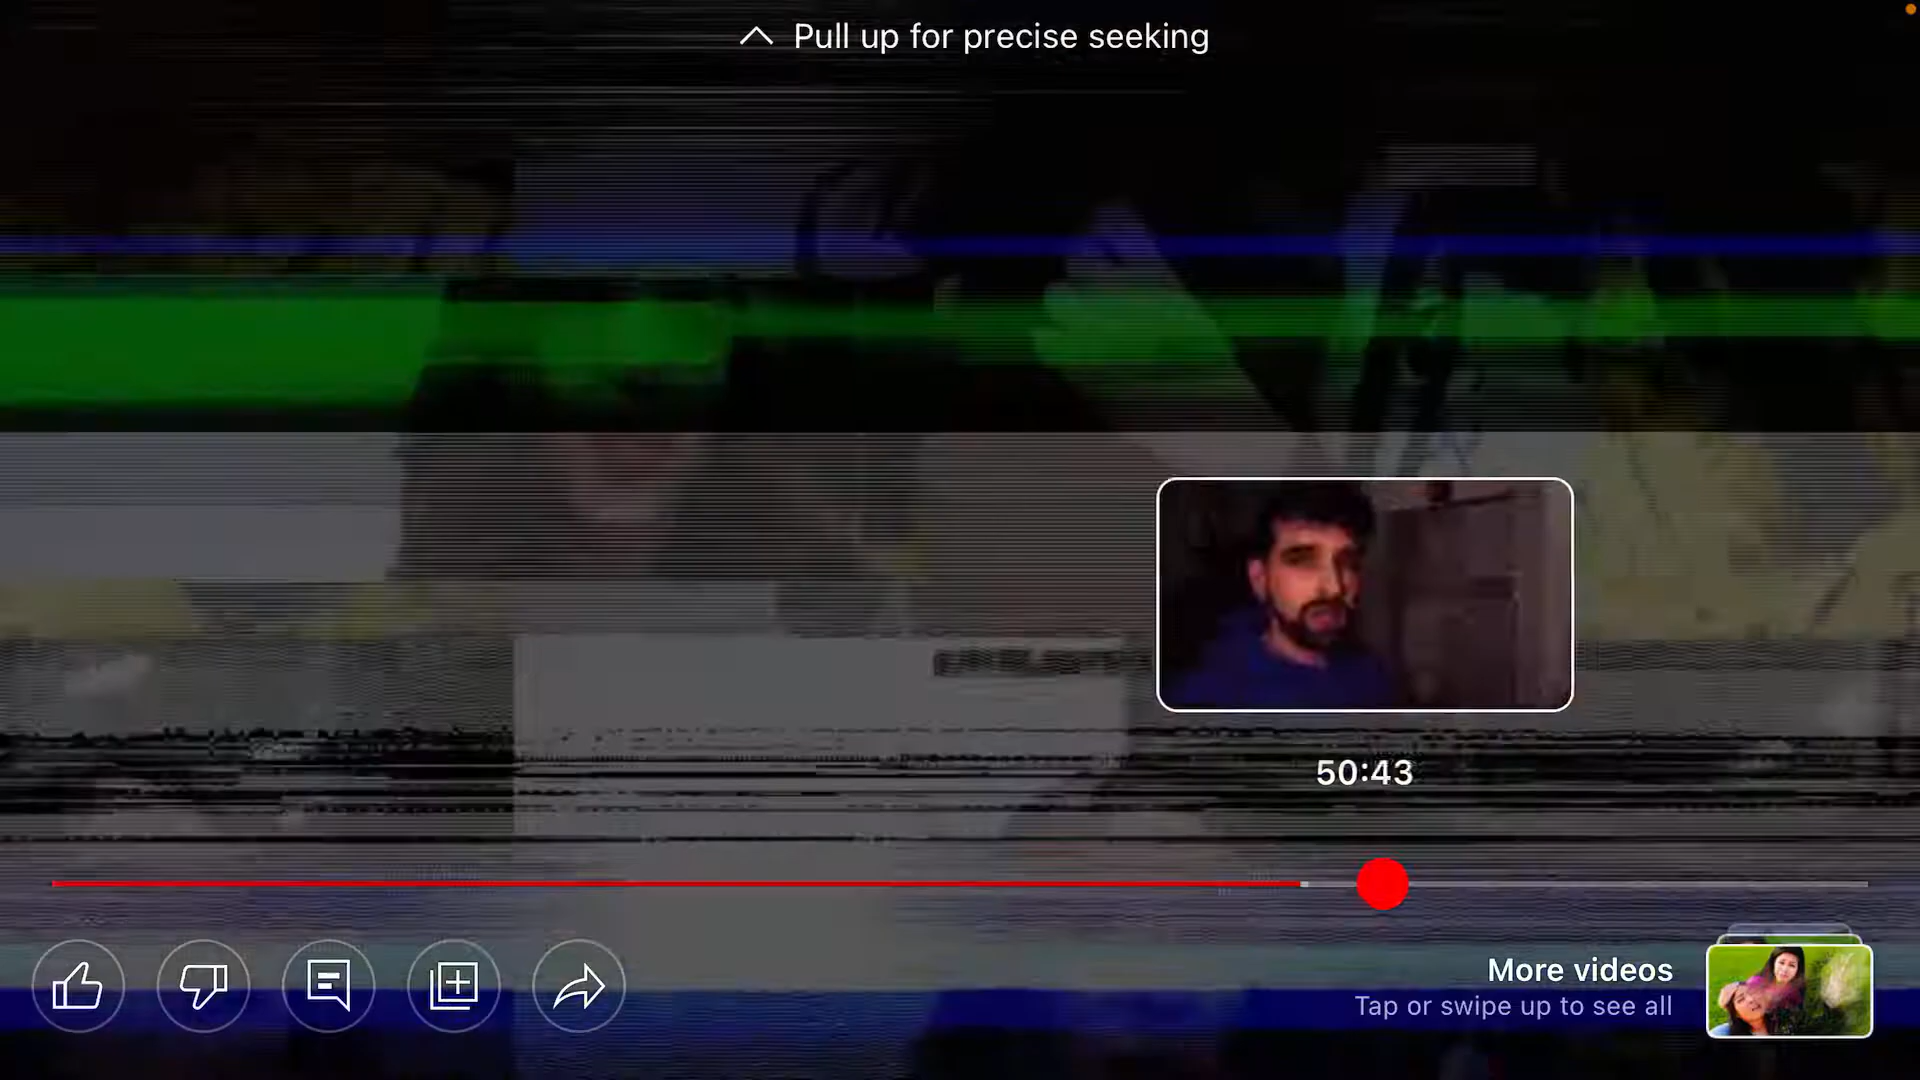 Pull up for precise seeking
50:43
More videos
Tap or swipe up to see all